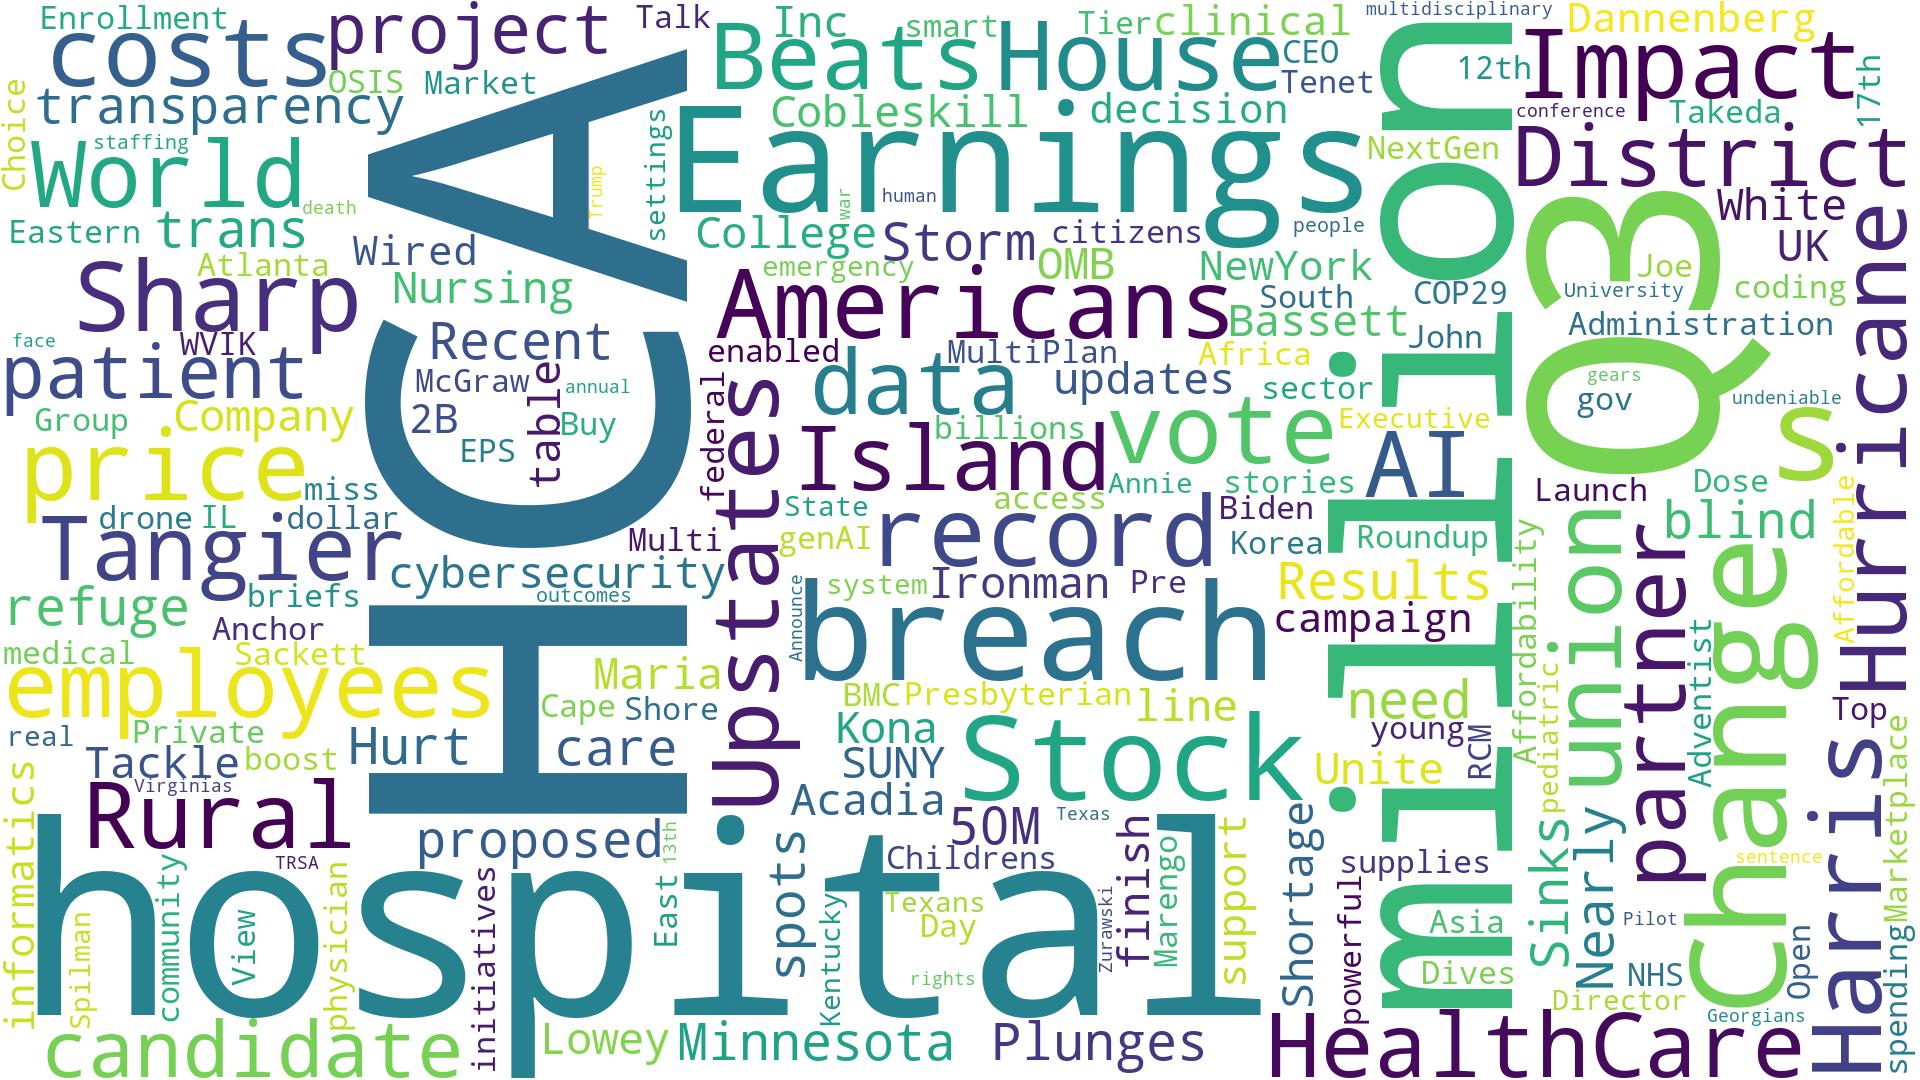 Enrollment
costs
project
Talk
Beats
Inc
smart
Tier
clinical
House
CEO
Tenet
multidisciplinary
Dannenberg
12th
Impact
17th
OSIS
Market
transparency
Choice
staffing
World
death
Eastern
trans
HCA
Trump
settings
Cobleskill
decision
Earnings
war
human
people
NextGen
conference
Takeda
District
White
UK
million
Q3
Hurricane
Wired
College
Storm
citizens
Atlanta
Sharp
Nursing
emergency
OMB
NewYork
South
COP29
Joe
University
coding
Americans
Bassett
John
Administration
face
WVIK
patient
Recent
McGraw
annual
2B
table
Buy
EPS
enabled
MultiPlan
Africa
data
updates
sector
Executive
gears
gov
undeniable
s
Group
Company
price
miss
federal
Upstates
Island
billions
vote
AI
Annie
stories
access
Launch
Dose
Affordable
drone
IL
dollar
Tangier
Multi
State
genAI
record
Biden
Korea
Roundup
blind
union
partner
Change
cybersecurity
outcomes
refuge
briefs
Anchor
Announce
system
Ironman
Pre
Results
breach
campaign
Affordability
medical
Sackett
employees
Maria
Cape
Shore
BMC
Presbyterian
line
need
pediatric
Adventist
Top
real
Private
Tackle
boost
Hurt
care
Kona
SUNY
Stock
young
RCM
Unite
Harris
Marketplace
Virginias
informatics
Rural
Acadia
50M
Texas
Shortage
Sinks
Nearly
hospital
proposed
13th
TRSA
East
spots
Childrens
finish
Marengo
support
supplies
sentence
Spilman
community
View
physician
initiatives
Kentucky
Texans
Day
Zurawski
rights
powerful
Asia
Dives
Pilot
NHS
Director
Open
Georgians
spending
candidate
Lowey
Minnesota
Plunges
HealthCare